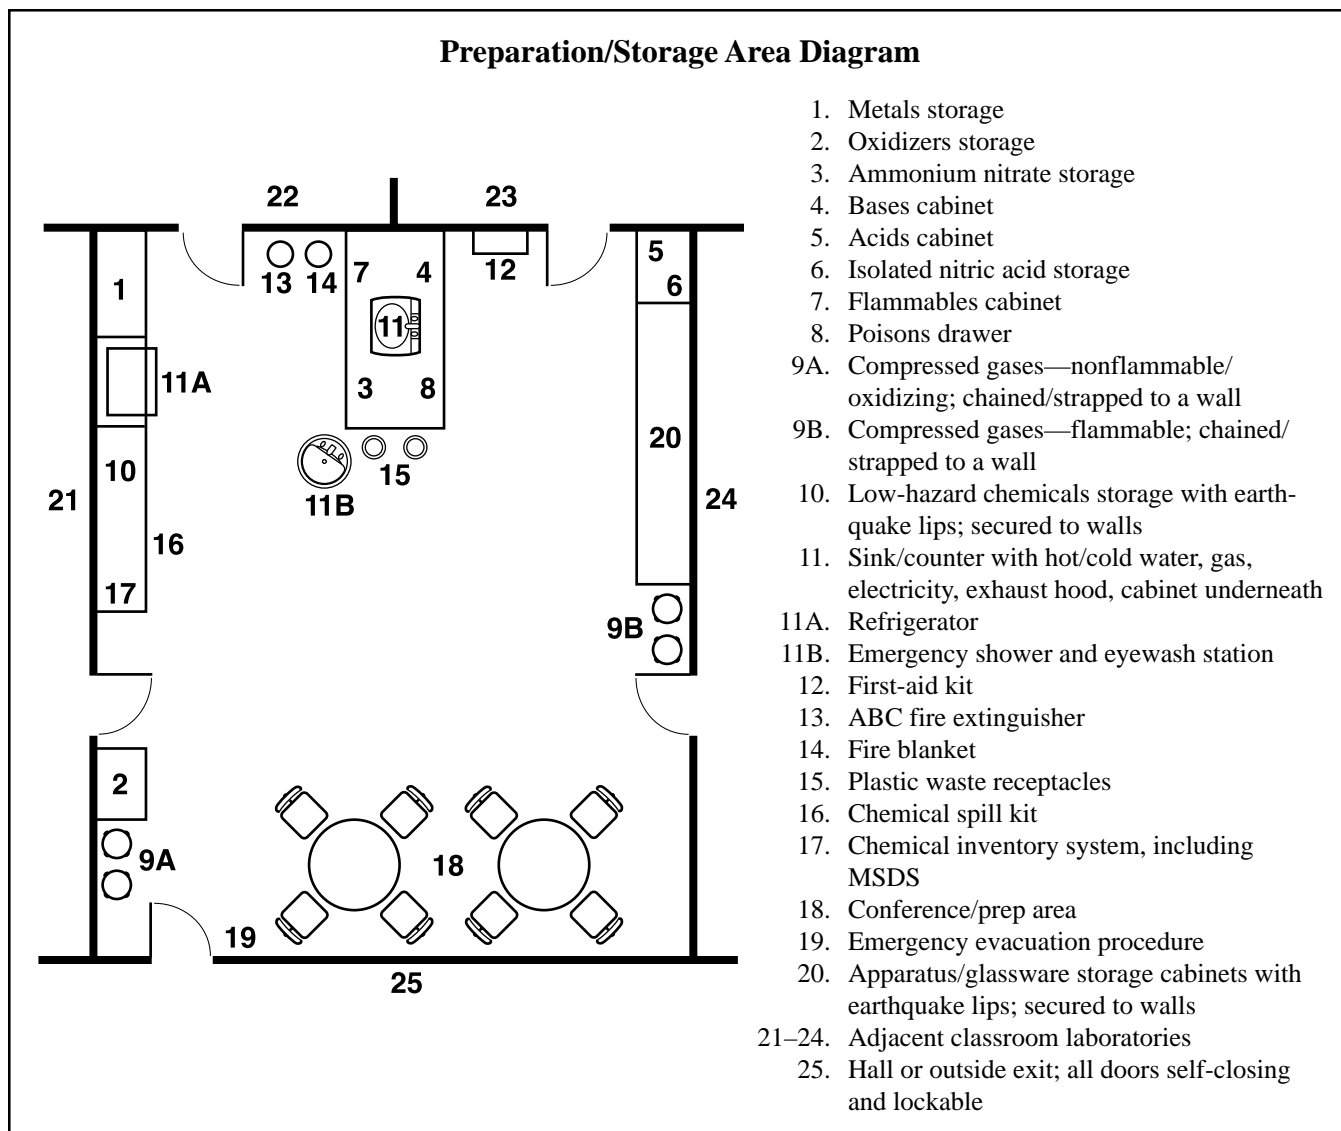 Preparation/Storage Area Diagram
22
23
13
14
7
4
12
5
6
1
11
11A
3
8
10
11B
15
20
21
16
24
17
9B
2
9A
18
19
25
1. Metals storage
2. Oxidizers storage
3. Ammonium nitrate storage
4. Bases cabinet
5. Acids cabinet
6. Isolated nitric acid storage
7. Flammables cabinet
8. Poisons drawer
9A. Compressed gases—nonflammable/
oxidizing; chained/strapped to a wall
9B. Compressed gases—flammable; chained/
strapped to a wall
10. Low-hazard chemicals storage with earth-
quake lips; secured to walls
11. Sink/counter with hot/cold water, gas,
electricity, exhaust hood, cabinet underneath
11A. Refrigerator
11B. Emergency shower and eyewash station
12. First-aid kit
13. ABC fire extinguisher
14. Fire blanket
15. Plastic waste receptacles
16. Chemical spill kit
17. Chemical inventory system, including
MSDS
18. Conference/prep area
19. Emergency evacuation procedure
20. Apparatus/glassware storage cabinets with
earthquake lips; secured to walls
21–24. Adjacent classroom laboratories
25. Hall or outside exit; all doors self-closing
and lockable